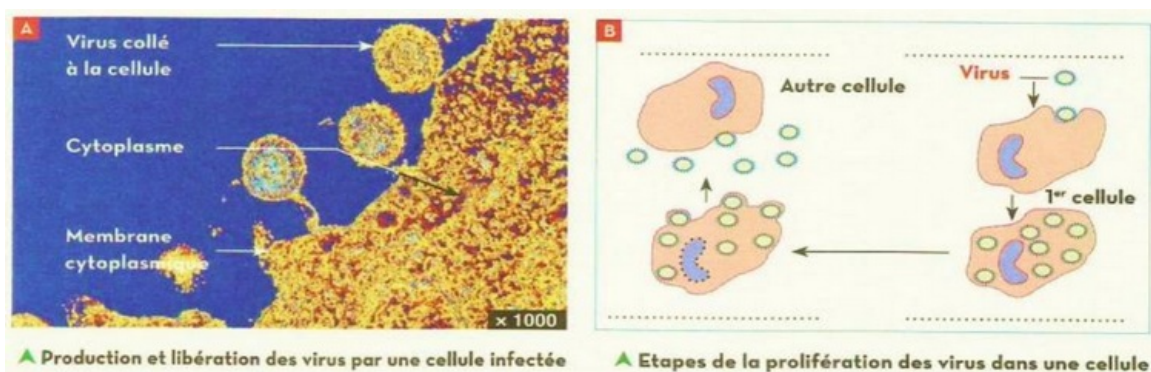 A
Virus collé
à la cellule
Cytoplasme
Membrane
cytoplasmique
x 1000
Production et libération des virus par une cellule infectée
B
Autre cellule
Virus
1er cellule
Etapes de la prolifération des virus dans une cellule